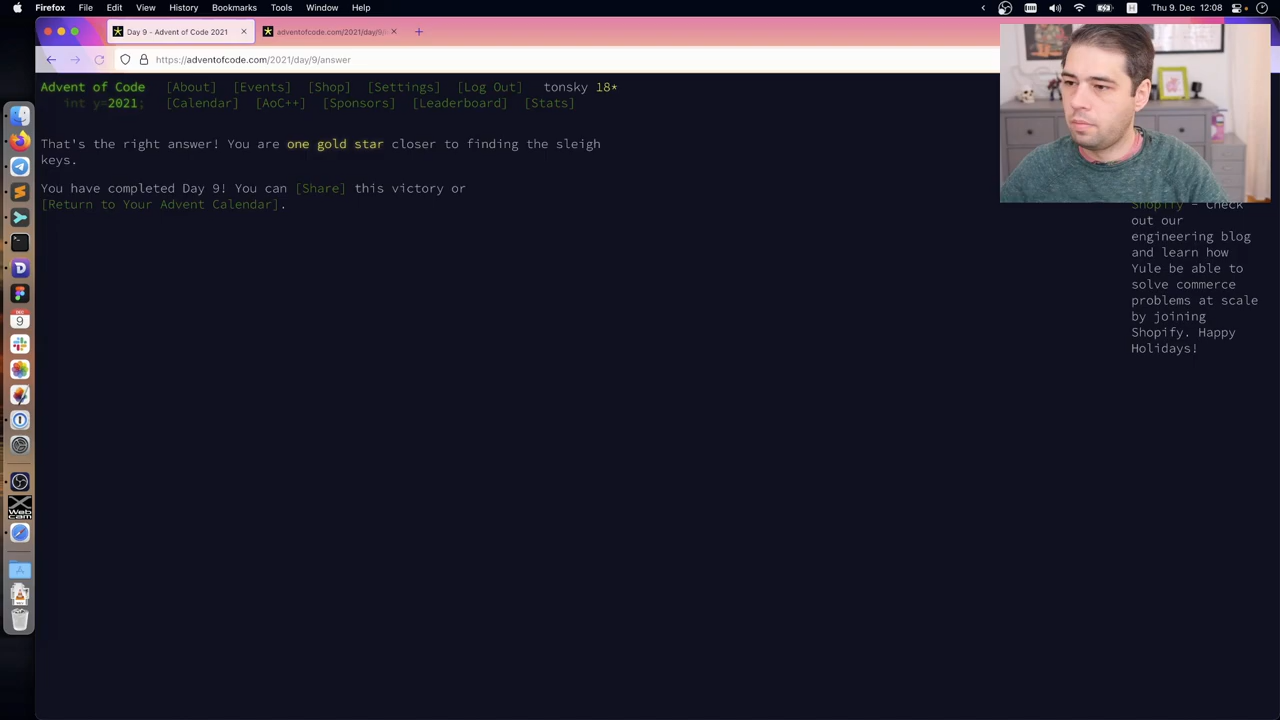 Firefox File Edit View History Bookmarks Tools Window Help Thu 9. Dec 12:08
Day 9 - Advent of Code 2021 adventofcode.com/2021/day/9/
https://adventofcode.com/2021/day/9/answer
Advent of Code [About] [Events] [Shop] [Settings] [Log Out] tonsky 18*
int y=2021; [Calendar] [AoC++] [Sponsors] [Leaderboard] [Stats]
That's the right answer! You are one gold star closer to finding the sleigh
keys.
You have completed Day 9! You can [Share] this victory or
[Return to Your Advent Calendar].
Shopify - Check
out our
engineering blog
and learn how
Yule be able to
solve commerce
problems at scale
by joining
Shopify. Happy
Holidays!
DEC
9
X Web
cam